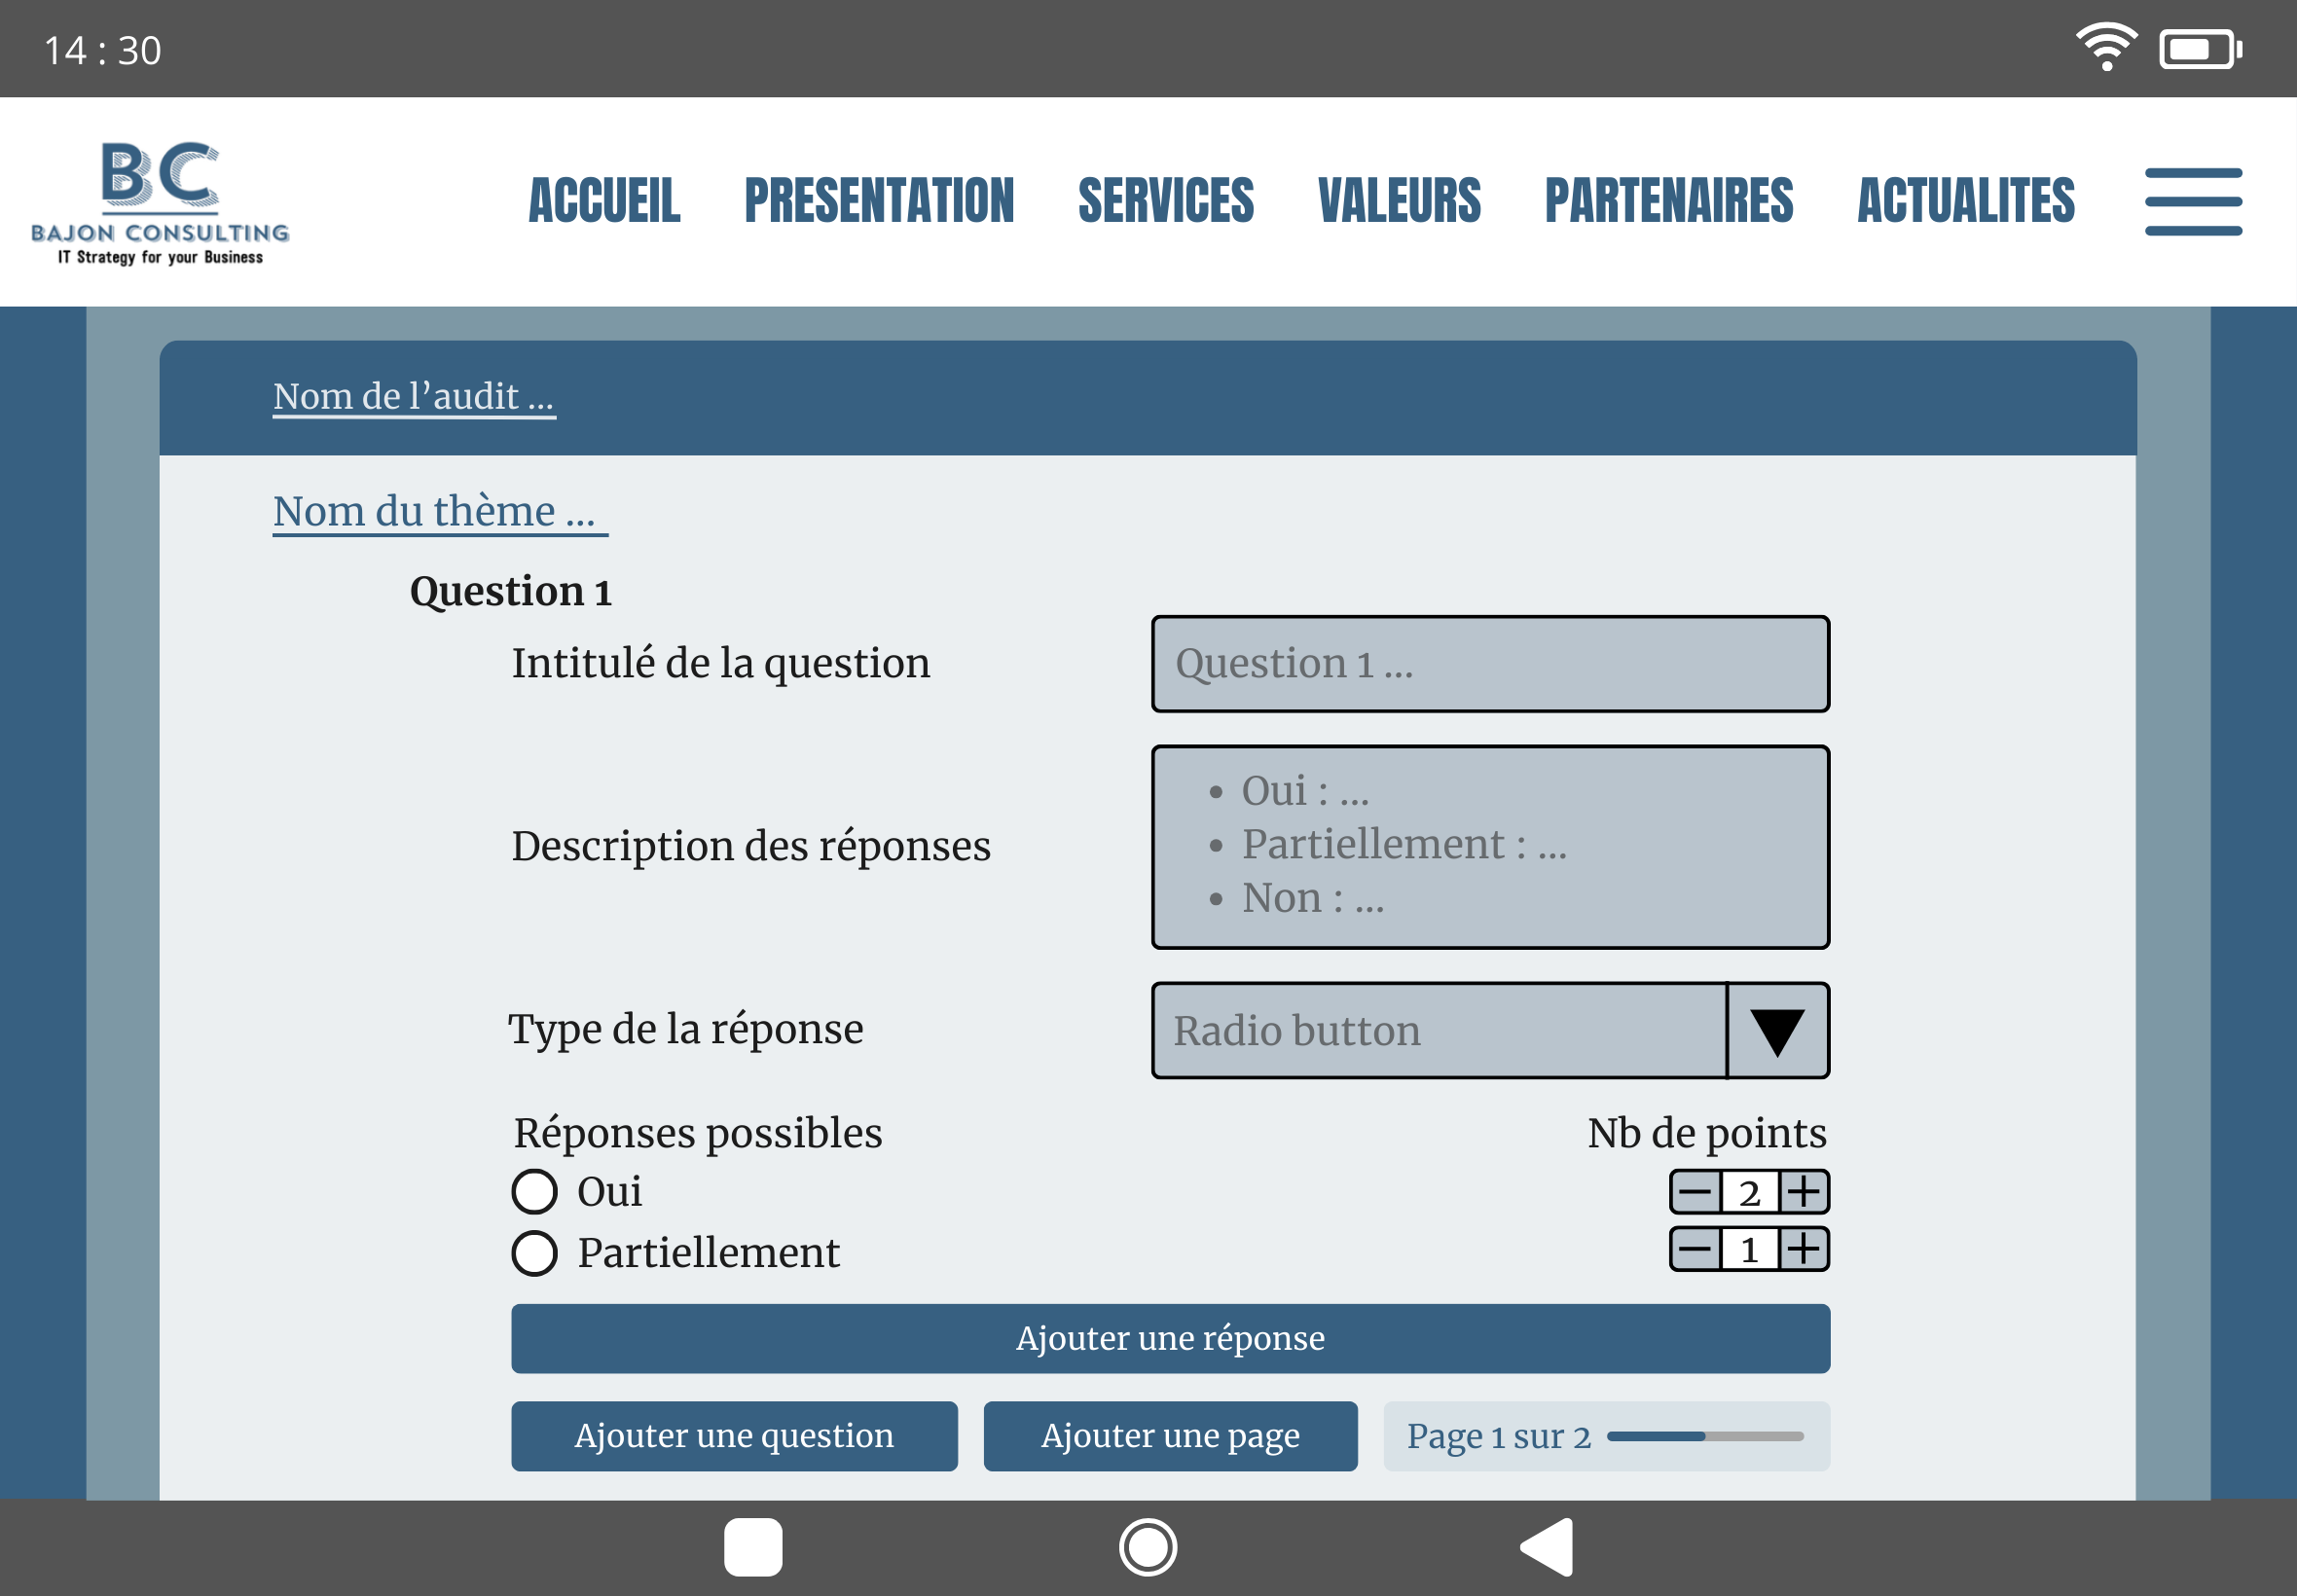 14 : 30
BC
BAJON CONSULTING
IT Strategy for your Business
ACCUEIL PRESENTATION SERVICES VALEURS PARTENAIRES ACTUALITES
Nom de l’audit ...
Nom du thème ...
Question 1
Intitulé de la question
Question 1 ...
Description des réponses
• Oui : ...
• Partiellement : ...
• Non : ...
Type de la réponse
Radio button
Réponses possibles
Nb de points
Oui
2
Partiellement
1
Ajouter une réponse
Ajouter une question
Ajouter une page
Page 1 sur 2